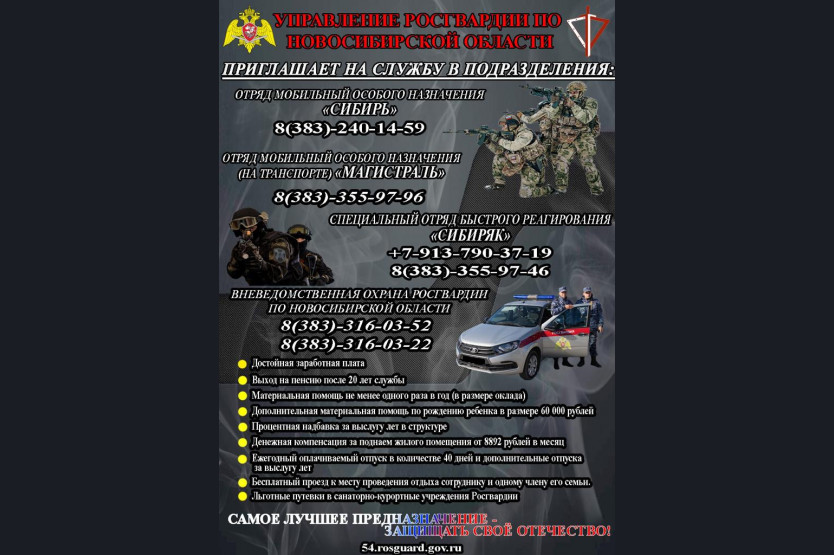 УПРАВЛЕНИЕ РОСГВАРДИИ ПО
НОВОСИБИРСКОЙ ОБЛАСТИ
ПРИГЛАШАЕТ НА СЛУЖБУ В ПОДРАЗДЕЛЕНИЯ:
ОТРЯД МОБИЛЬНЫЙ ОСОБОГО НАЗНАЧЕНИЯ
«СИБИРЬ»
8(383)-240-14-59
ОТРЯД МОБИЛЬНЫЙ ОСОБОГО НАЗНАЧЕНИЯ
(НА ТРАНСПОРТЕ) «МАГИСТРАЛЬ»
8(383)-355-97-96
СПЕЦИАЛЬНЫЙ ОТРЯД БЫСТРОГО РЕАГИРОВАНИЯ
«СИБИРЯК»
+7-913-790-37-19
8(383)-355-97-46
ВНЕВЕДОМСТВЕННАЯ ОХРАНА РОСГВАРДИИ
ПО НОВОСИБИРСКОЙ ОБЛАСТИ
8(383)-316-03-52
8(383)-316-03-22
Достойная заработная плата
Выход на пенсию после 20 лет службы
Материальная помощь не менее одного раза в год (в размере оклада)
Дополнительная материальная помощь по рождению ребенка в размере 60 000 рублей
Процентная надбавка за выслугу лет в структуре
Денежная компенсация за поднаем жилого помещения от 8892 рублей в месяц
Ежегодный оплачиваемый отпуск в количестве 40 дней и дополнительные отпуска
за выслугу лет
Бесплатный проезд к месту проведения отдыха сотруднику и одному члену его семьи.
Льготные путевки в санаторно-курортные учреждения Росгвардии
САМОЕ ЛУЧШЕЕ ПРЕДНАЗНАЧЕНИЕ -
ЗАЩИЩАТЬ СВОЁ ОТЕЧЕСТВО!
54.rosguard.gov.ru